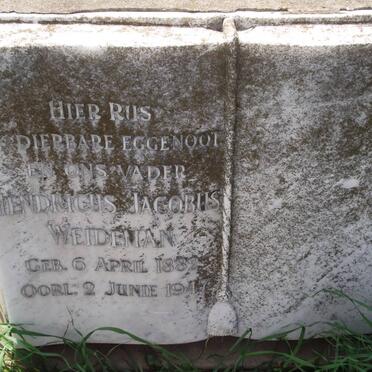 HIER RUS
DIERBARE EGGENOOT
EN ONS VADER
HENDRICUS JACOBUS
WEIDEMAN
GEB. 6 APRIL
OORL. 2 JUNIE